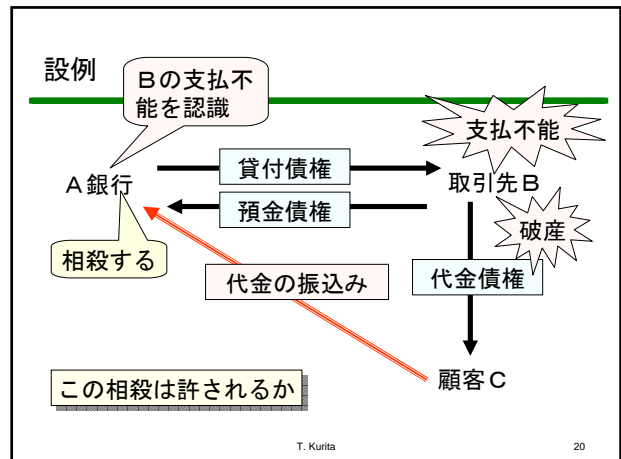 設例
Ｂの支払不
能を認識
支払不能
貸付債権
Ａ銀行
取引先Ｂ
預金債権
破産
相殺する
代金の振込み
代金債権
顧客Ｃ
この相殺は許されるか
T. Kurita
20